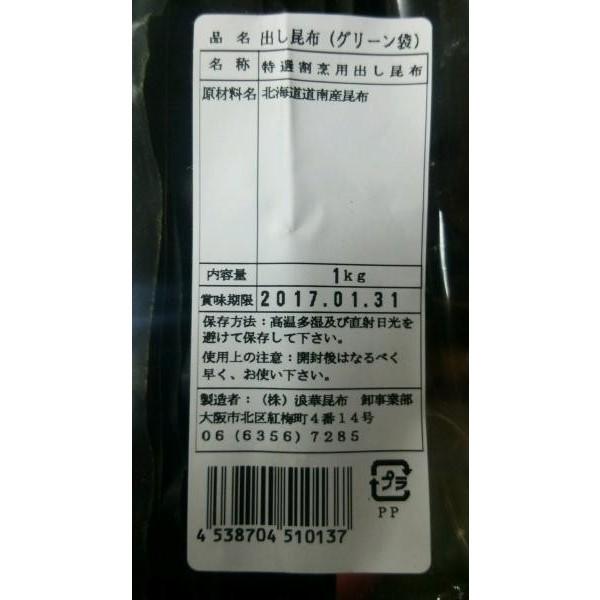 品名 出し昆布（グリーン袋）
名称 特選割烹用出し昆布
原材料名 北海道道南産昆布
内容量 1kg
賞味期限 2017.01.31
保存方法：高温多湿及び直射日光を
避けて保存して下さい。
使用上の注意：開封後はなるべく
早く、お使い下さい。
製造者：（株）浪華昆布 卸事業部
大阪市北区紅梅町４番１４号
０６（６３５６）７２８５
プラ
PP
4 538704 510137